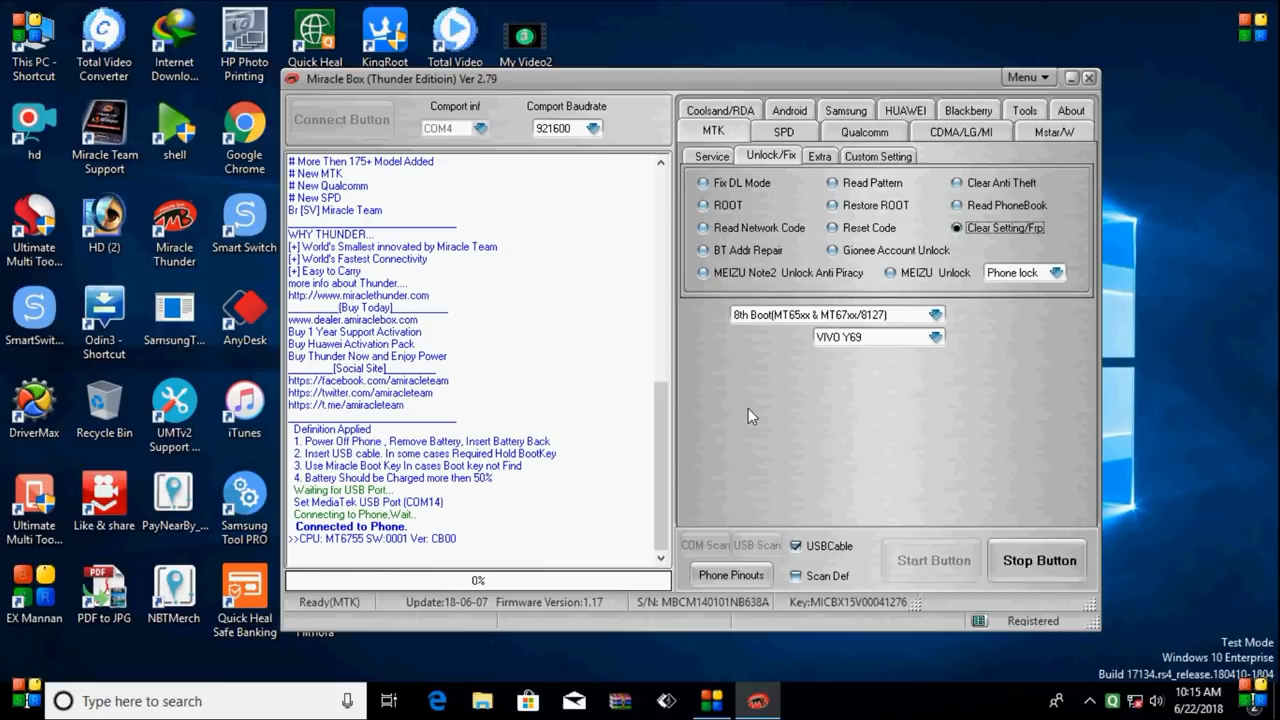 This PC - Shortcut
Total Video Converter
Internet Downlo...
HP Photo Printing
Quick Heal
KingRoot
Total Video
My Video2
hd
Miracle Team Support
shell
Google Chrome
Ultimate Multi Too...
HD (2)
Miracle Thunder
Smart Switch
SmartSwit...
Odin3 - Shortcut
SamsungT...
AnyDesk
DriverMax
Recycle Bin
UMTv2 Support ...
iTunes
Ultimate Multi Too...
Like & share
PayNearBy_...
Samsung Tool PRO
EX Mannan
PDF to JPG
NBTMerch
Quick Heal Safe Banking
Miracle Box (Thunder Editioin) Ver 2.79
Menu
Connect Button
Comport inf
Comport Baudrate
COM4
921600
# More Then 175+ Model Added
# New MTK
# New Qualcomm
# New SPD
Br [SV] Miracle Team
WHY THUNDER...
[+] World's Smallest innovated by Miracle Team
[+] World's Fastest Connectivity
[+] Easy to Carry
more info about Thunder....
http://www.miraclethunder.com
[Buy Today]
www.dealer.amiraclebox.com
Buy 1 Year Support Activation
Buy Huawei Activation Pack
Buy Thunder Now and Enjoy Power
[Social Site]
https://facebook.com/amiracleteam
https://twitter.com/amiracleteam
https://t.me/amiracleteam
Definition Applied
1. Power Off Phone , Remove Battery, Insert Battery Back
2. Insert USB cable. In some cases Required Hold BootKey
3. Use Miracle Boot Key In cases Boot key not Find
4. Battery Should be Charged more then 50%
Waiting for USB Port...
Set MediaTek USB Port (COM14)
Connecting to Phone,Wait..
Connected to Phone.
>>CPU: MT6755 SW:0001 Ver: CB00
0%
Coolsand/RDA Android Samsung HUAWEI Blackberry Tools About
MTK SPD Qualcomm CDMA/LG/MI Mstar/W
Service Unlock/Fix Extra Custom Setting
Fix DL Mode Read Pattern Clear Anti Theft
ROOT Restore ROOT Read PhoneBook
Read Network Code Reset Code Clear Setting/Frp
BT Addr Repair Gionee Account Unlock
MEIZU Note2 Unlock Anti Piracy MEIZU Unlock Phone lock
8th Boot(MT65xx & MT67xx/8127)
VIVO Y69
COM Scan USB Scan USBCable
Start Button
Stop Button
Phone Pinouts Scan Def
Ready(MTK) Update:18-06-07 Firmware Version:1.17 S/N: MBCM140101NB638A Key:MICBX15V00041276
Registered
Test Mode
Windows 10 Enterprise
Build 17134.rs4_release.180410-1804
Type here to search
10:15 AM
6/22/2018